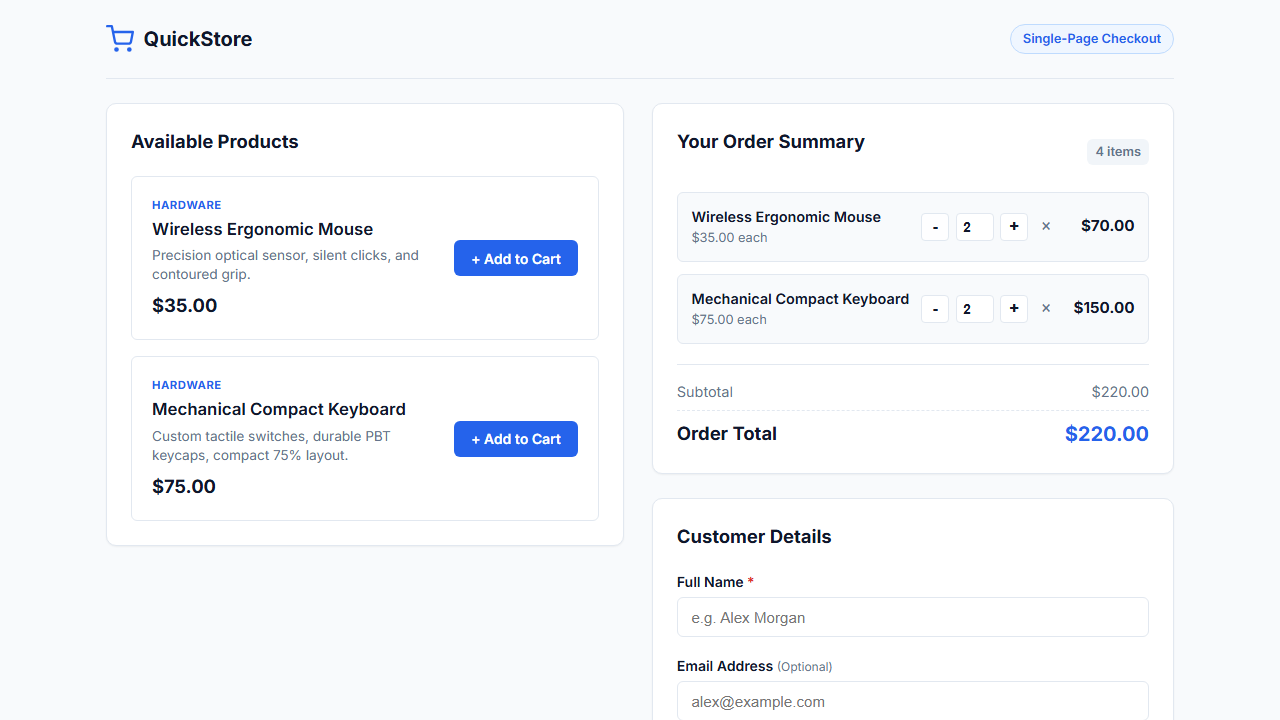 QuickStore
Single-Page Checkout
Available Products
HARDWARE
Wireless Ergonomic Mouse
Precision optical sensor, silent clicks, and
contoured grip.
$35.00
+ Add to Cart
HARDWARE
Mechanical Compact Keyboard
Custom tactile switches, durable PBT
keycaps, compact 75% layout.
$75.00
+ Add to Cart
Your Order Summary
4 items
Wireless Ergonomic Mouse
$35.00 each
- 2 + × $70.00
Mechanical Compact Keyboard
$75.00 each
- 2 + × $150.00
Subtotal $220.00
Order Total $220.00
Customer Details
Full Name *
e.g. Alex Morgan
Email Address (Optional)
alex@example.com